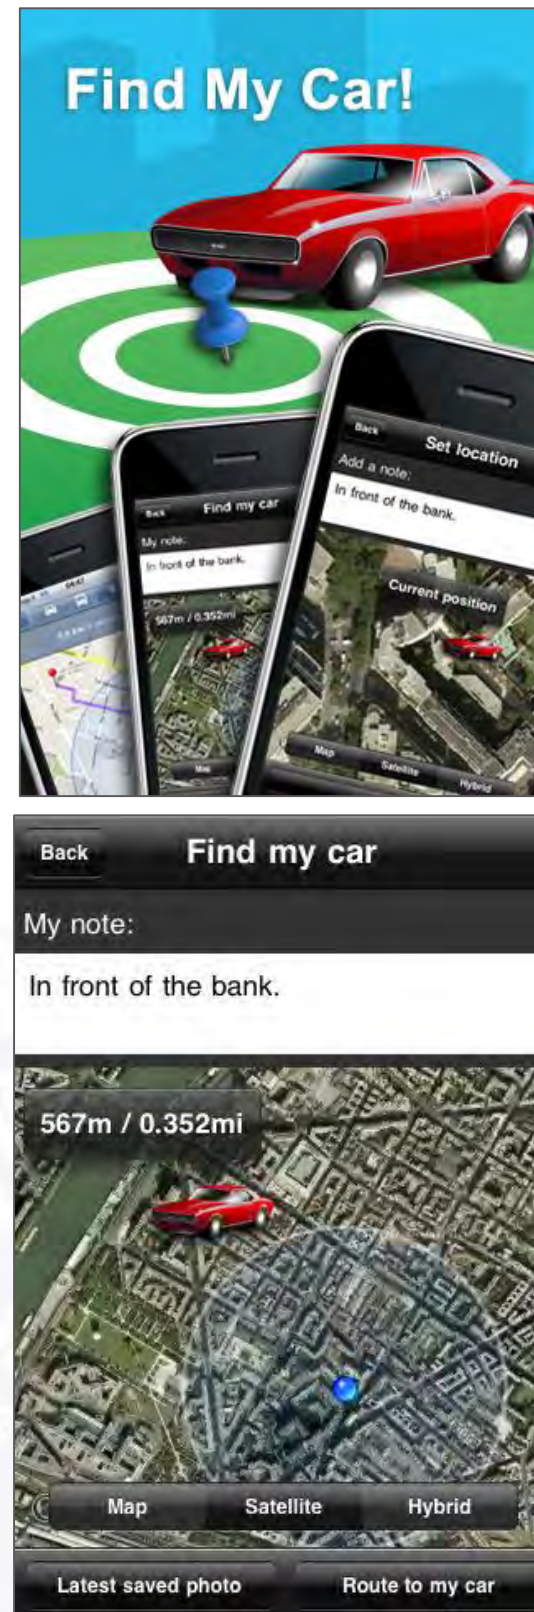 Find My Car!
Back
Set location
Add a note:
In front of the bank.
Current position
Map
Satellite
Hybrid
Back
Find my car
My note:
In front of the bank.
567m / 0.352mi
Map
04:47
Back
Find my car
My note:
In front of the bank.
567m / 0.352mi
Map
Satellite
Hybrid
Latest saved photo
Route to my car